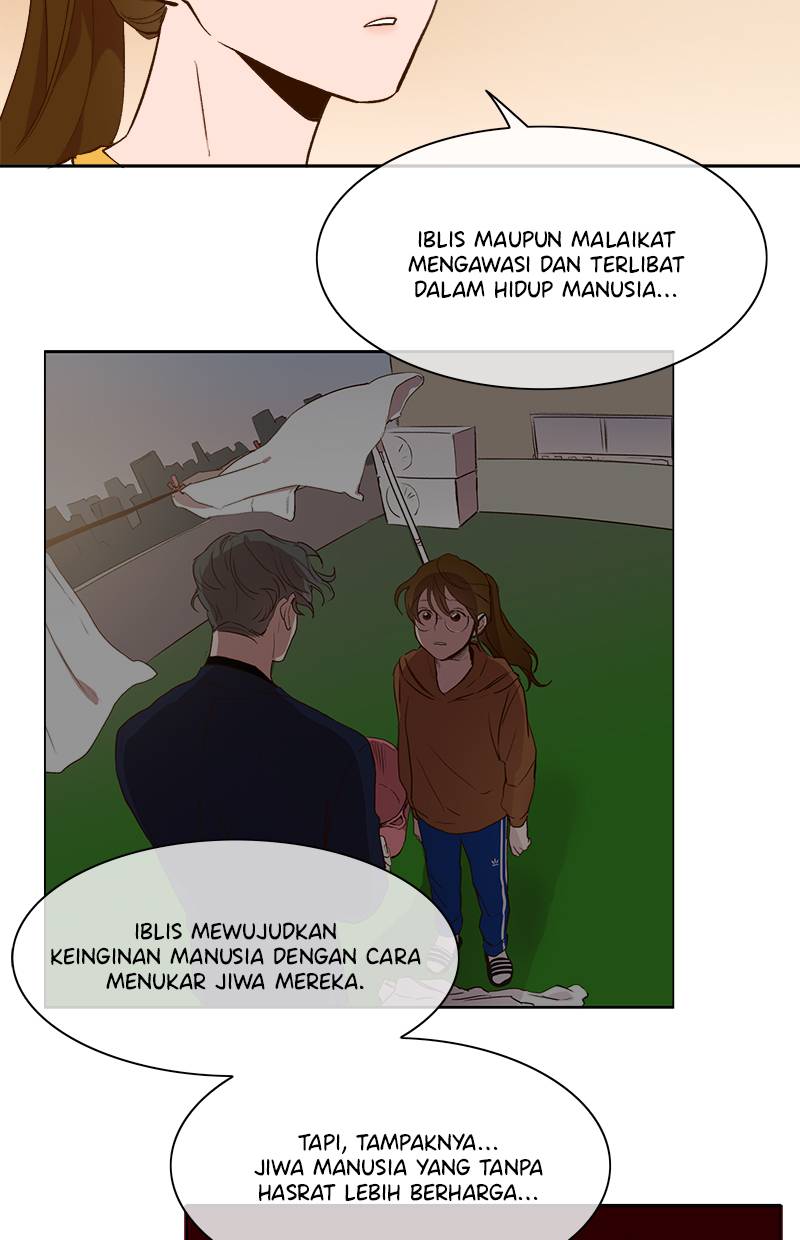 IBLIS MAUPUN MALAIKAT
MENGAWASI DAN TERLIBAT
DALAM HIDUP MANUSIA...
IBLIS MEWUJUDKAN
KEINGINAN MANUSIA DENGAN CARA
MENUKAR JIWA MEREKA.
TAPI, TAMPAKNYA...
JIWA MANUSIA YANG TANPA
HASRAT LEBIH BERHARGA...